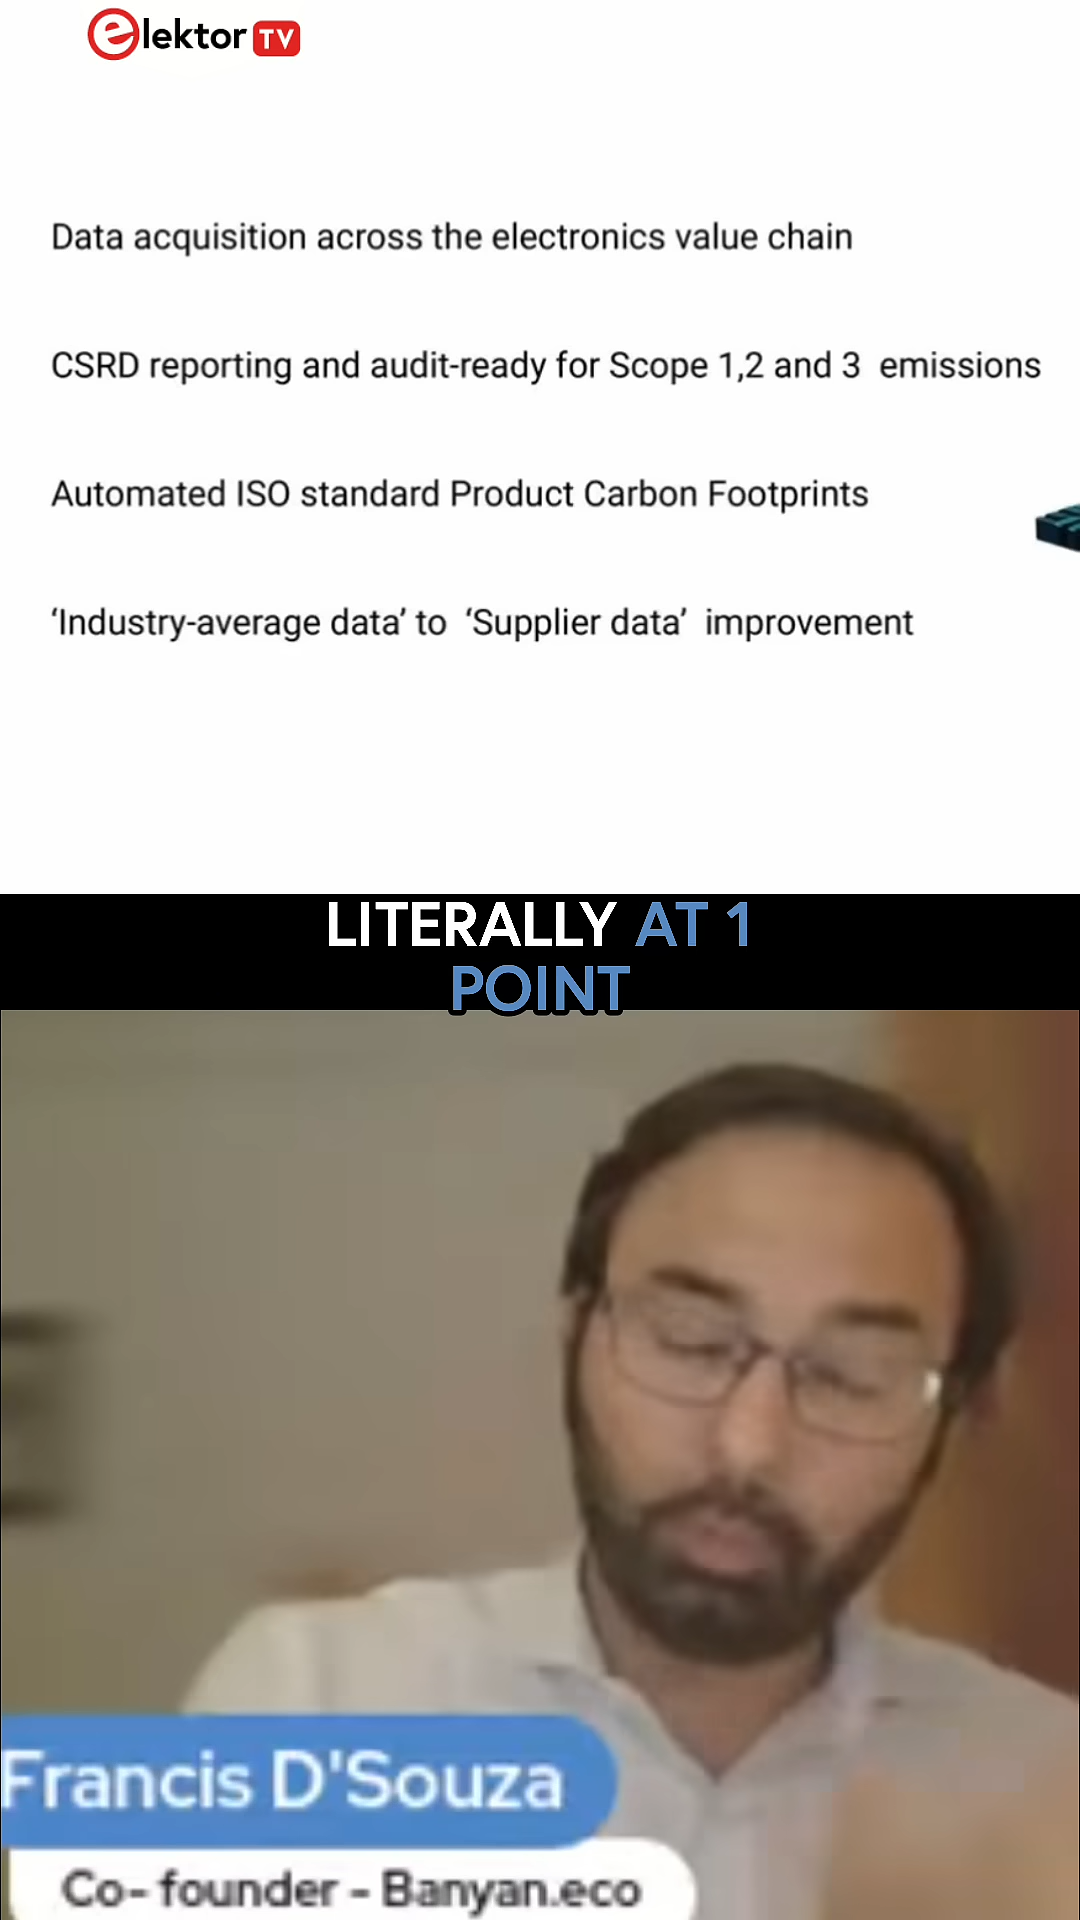 elektor TV
Data acquisition across the electronics value chain
CSRD reporting and audit-ready for Scope 1,2 and 3 emissions
Automated ISO standard Product Carbon Footprints
‘Industry-average data’ to ‘Supplier data’ improvement
LITERALLY AT 1
POINT
Francis D'Souza
Co- founder - Banyan.eco